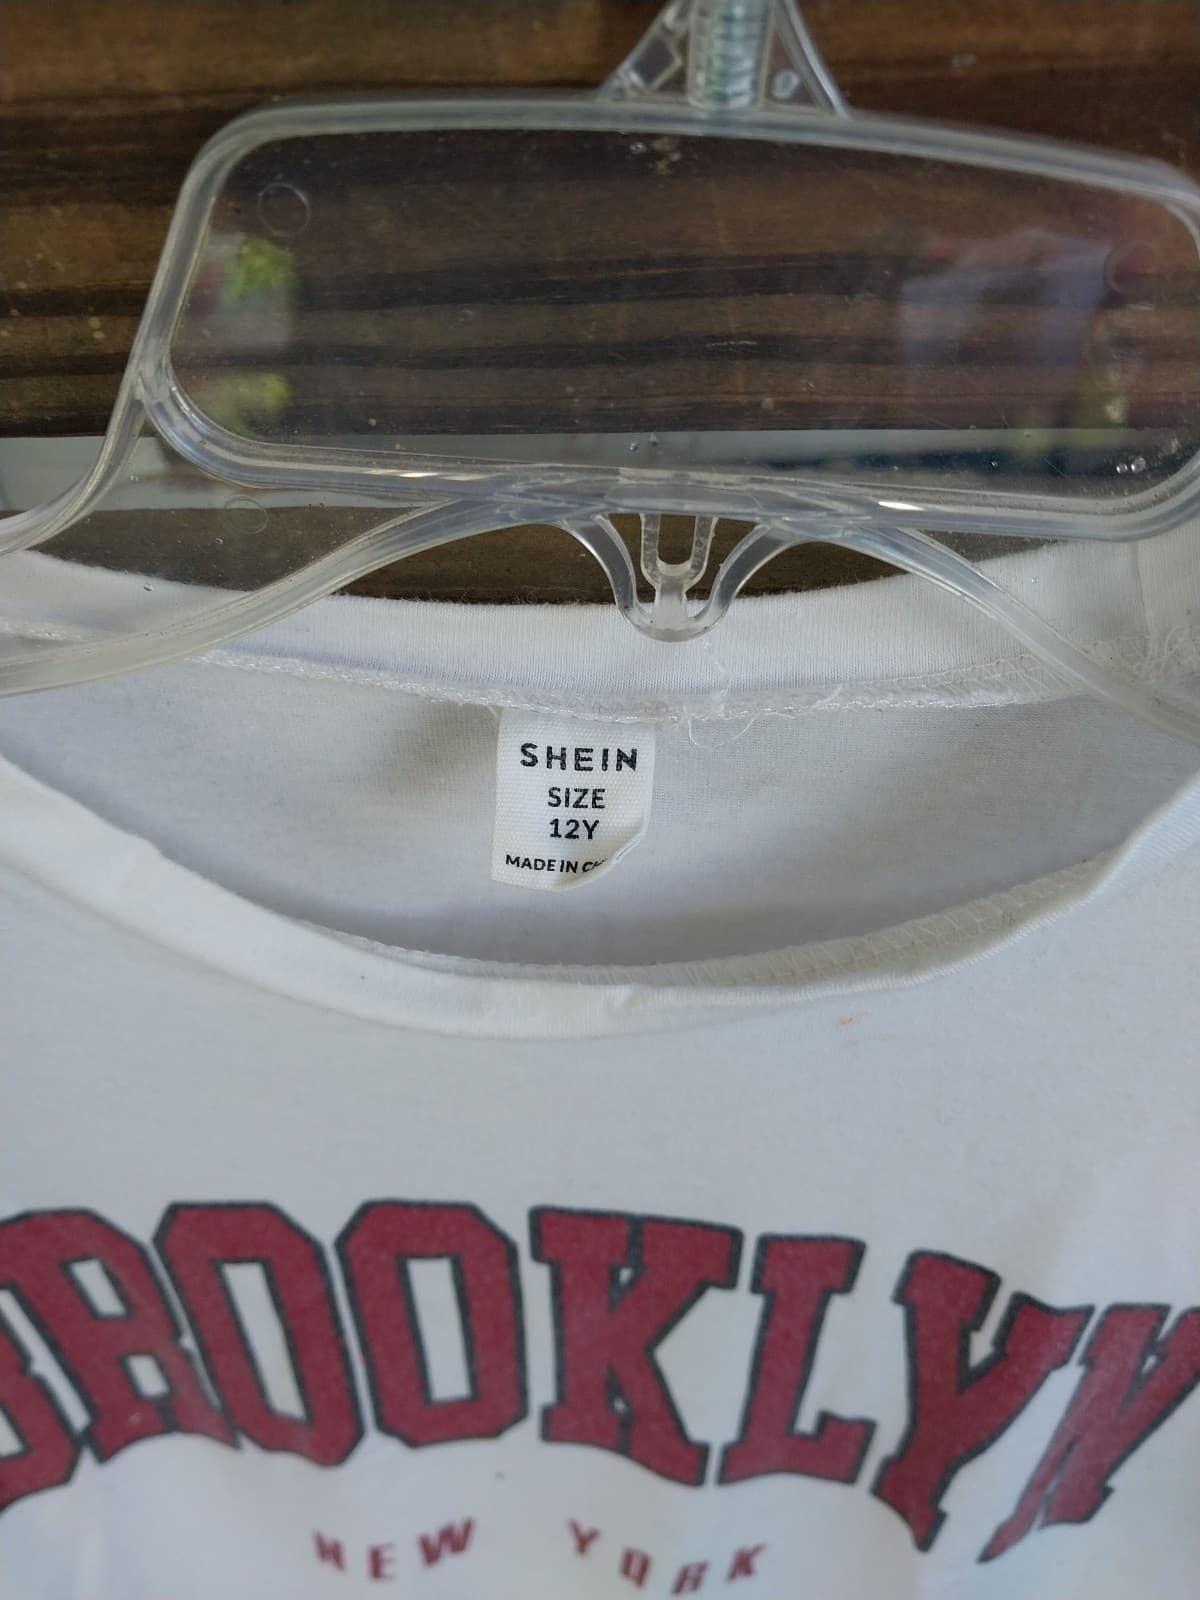 SHEIN
SIZE
12Y
MADE IN
BROOKLYN
NEW YORK